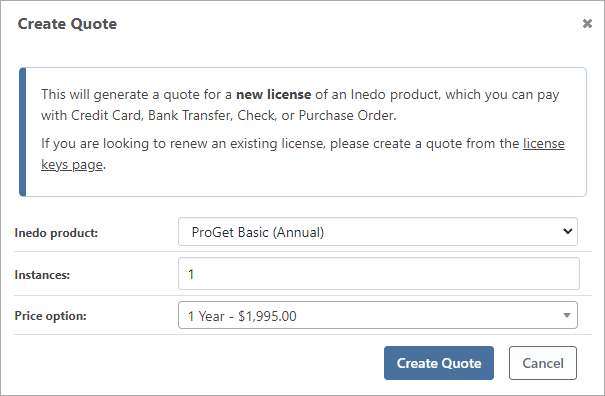 Create Quote
This will generate a quote for a new license of an Inedo product, which you can pay
with Credit Card, Bank Transfer, Check, or Purchase Order.
If you are looking to renew an existing license, please create a quote from the license
keys page.
Inedo product: ProGet Basic (Annual)
Instances: 1
Price option: 1 Year - $1,995.00
Create Quote Cancel